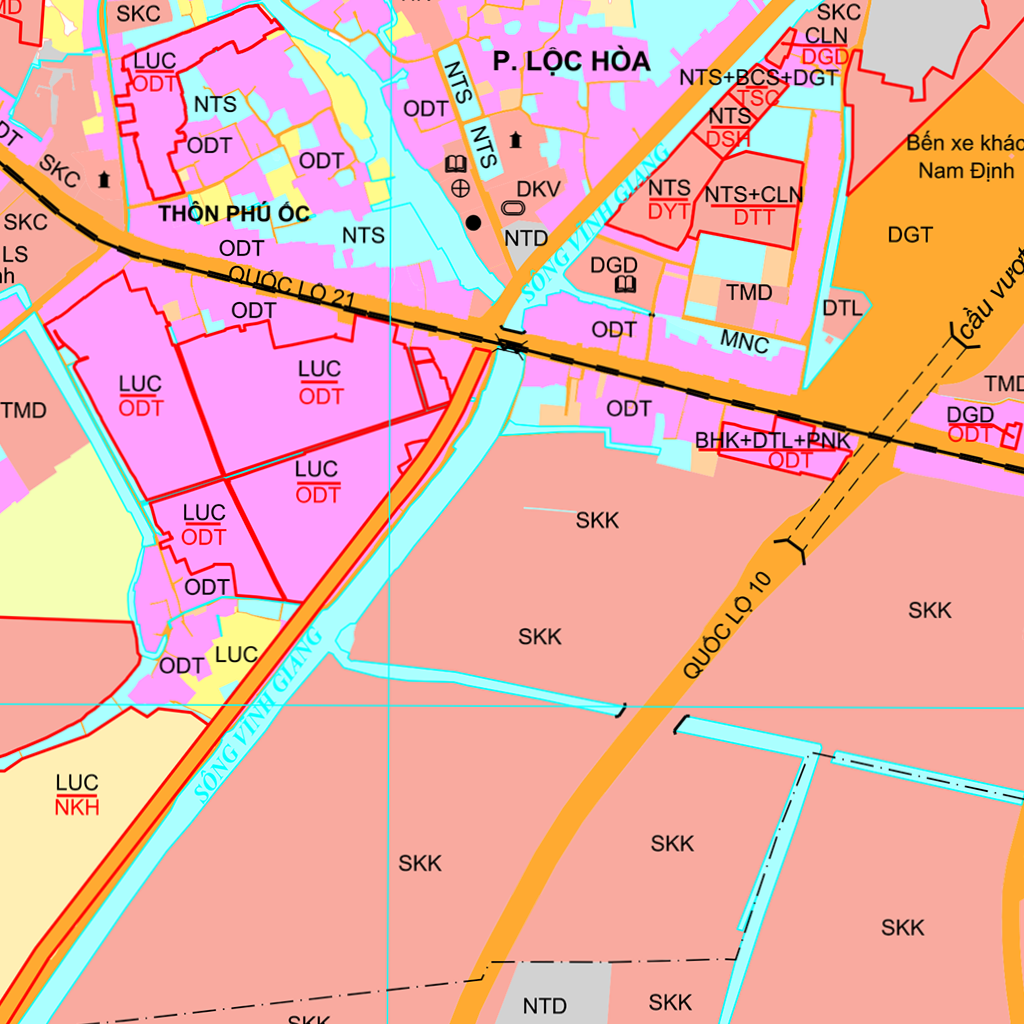 MD
SKC
SKC
CLN
DGD
P. LỘC HÒA
LUC
ODT
NTS
NTS+BCS+DGT
TSC
NTS
ODT
NTS
DSH
DT
ODT
ODT
NTS
Bến xe khác
Nam Định
SKC
DKV
NTS
DYT
NTS+CLN
DTT
SKC
THÔN PHÚ ỐC
NTS
NTD
DGT
LS
nh
ODT
SÔNG VĨNH GIANG
DGD
QUỐC LỘ 21
TMD
cầu vượt
ODT
ODT
DTL
MNC
LUC
ODT
LUC
ODT
TMD
TMD
ODT
DGD
ODT
BHK+DTL+PNK
ODT
LUC
ODT
LUC
ODT
SKK
ODT
SKK
QUỐC LỘ 10
SKK
ODT
LUC
SÔNG VĨNH GIANG
LUC
NKH
SKK
SKK
SKK
NTD
SKK
SKK